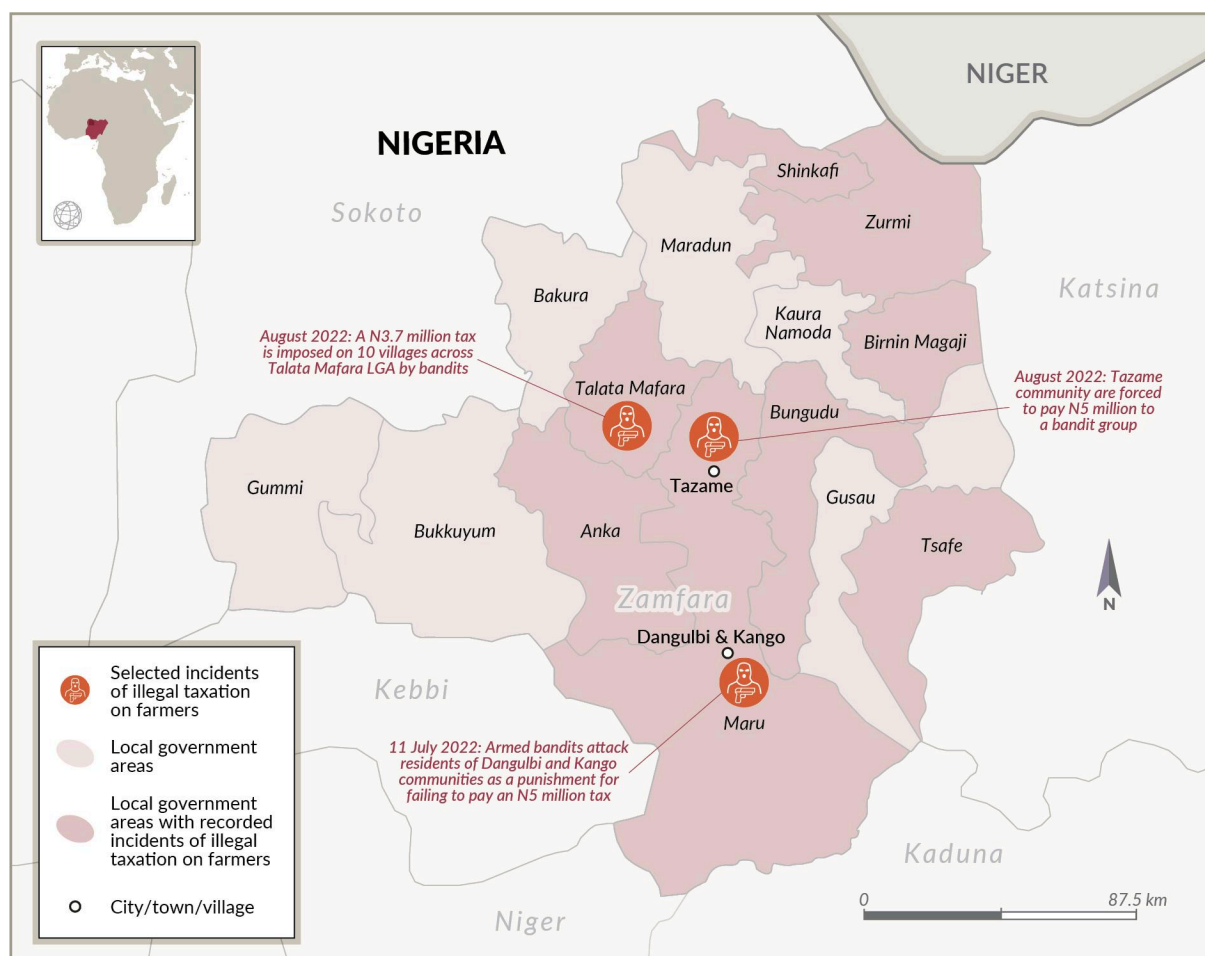 NIGER
NIGERIA
Sokoto
Katsina
Shinkafi
Zurmi
Maradun
Bakura
Kaura
Namoda
Birnin Magaji
August 2022: A N3.7 million tax
is imposed on 10 villages across
Talata Mafara LGA by bandits
Talata Mafara
Bungudu
August 2022: Tazame
community are forced
to pay N5 million to
a bandit group
Tazame
Gummi
Bukkuyum
Anka
Gusau
Tsafe
N
Zamfara
Dangulbi & Kango
Kebbi
Maru
11 July 2022: Armed bandits attack
residents of Dangulbi and Kango
communities as a punishment for
failing to pay an N5 million tax
Kaduna
Niger
Selected incidents
of illegal taxation
on farmers
Local government
areas
Local government
areas with recorded
incidents of illegal
taxation on farmers
City/town/village
0
87.5 km